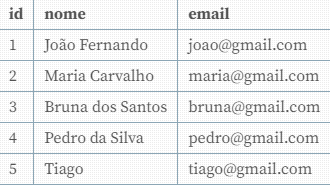 id nome email
1 João Fernando joao@gmail.com
2 Maria Carvalho maria@gmail.com
3 Bruna dos Santos bruna@gmail.com
4 Pedro da Silva pedro@gmail.com
5 Tiago tiago@gmail.com